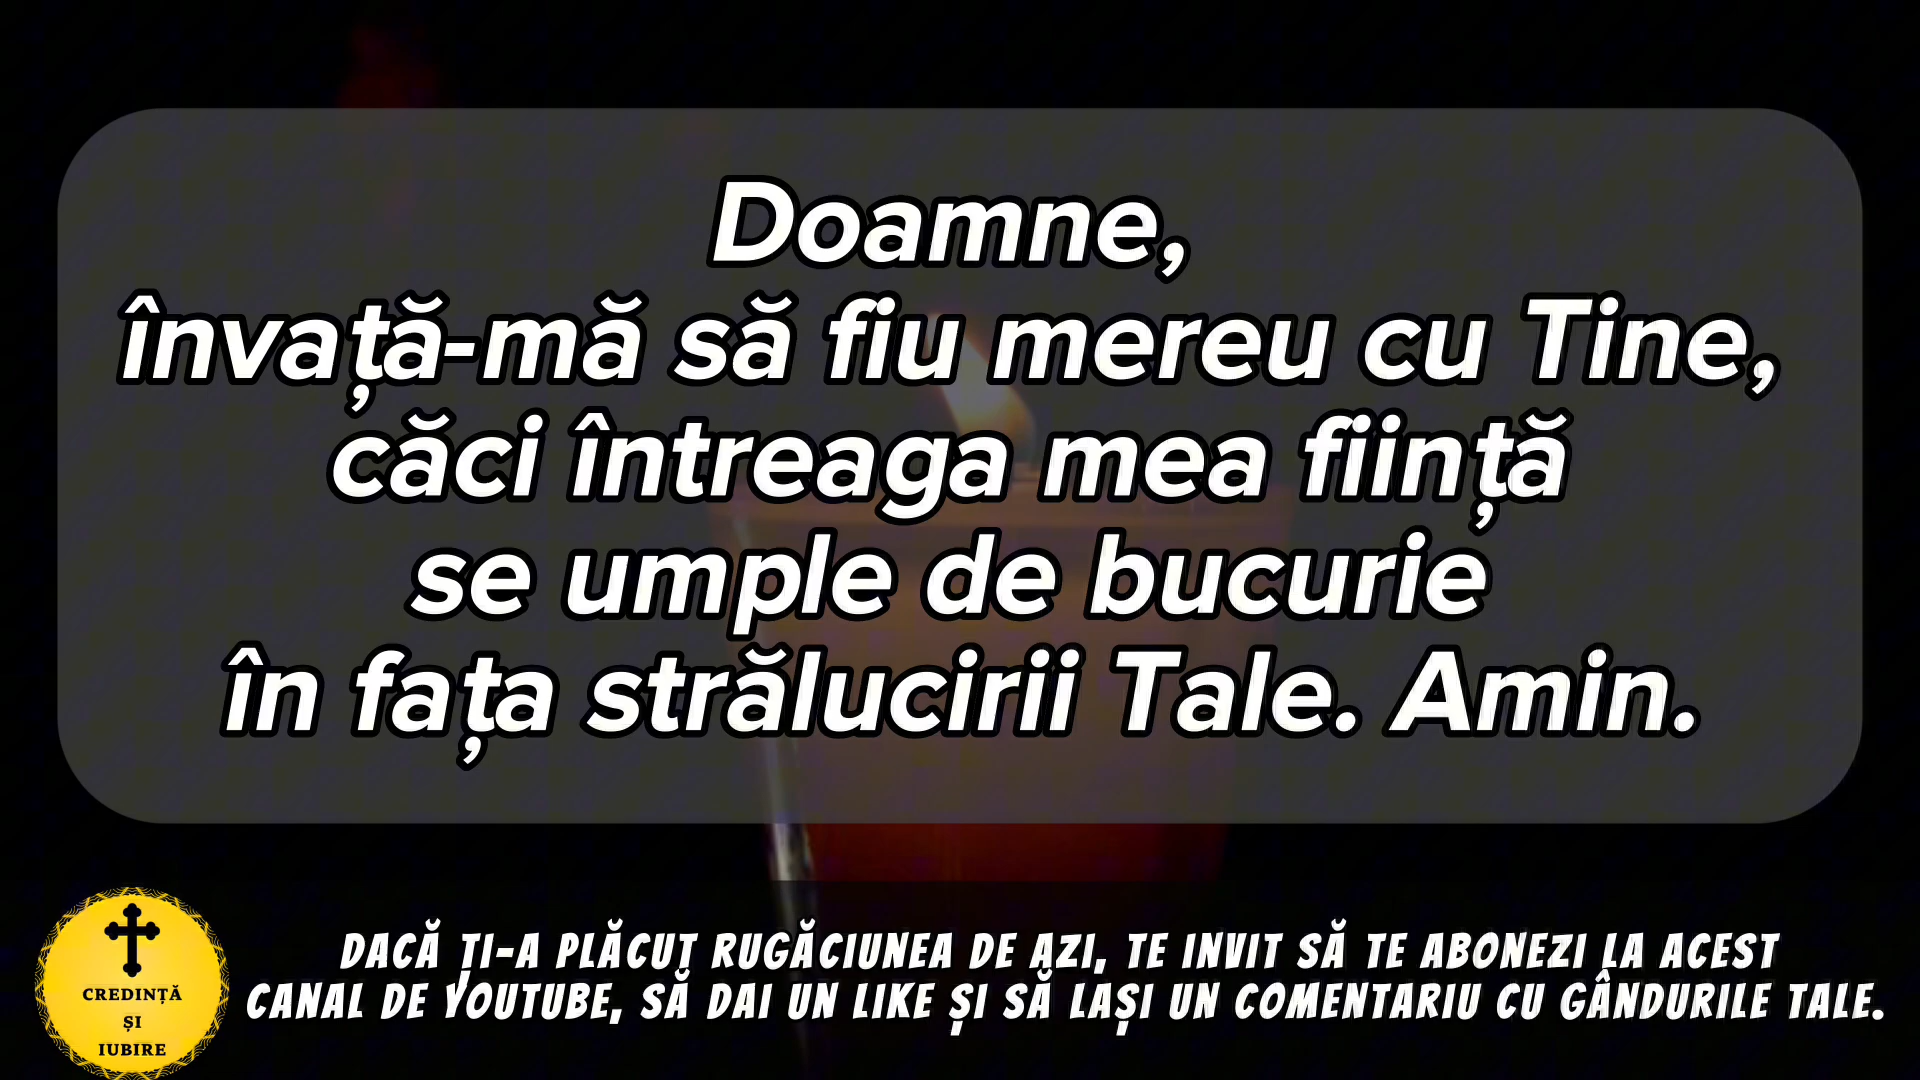 Doamne,
învață-mă să fiu mereu cu Tine,
căci întreaga mea ființă
se umple de bucurie
în fața strălucirii Tale. Amin.
DACĂ ȚI-A PLĂCUT RUGĂCIUNEA DE AZI, TE INVIT SĂ TE ABONEZI LA ACEST
CANAL DE YOUTUBE, SĂ DAI UN LIKE ȘI SĂ LAȘI UN COMENTARIU CU GÂNDURILE TALE.
CREDINȚĂ
ȘI
IUBIRE